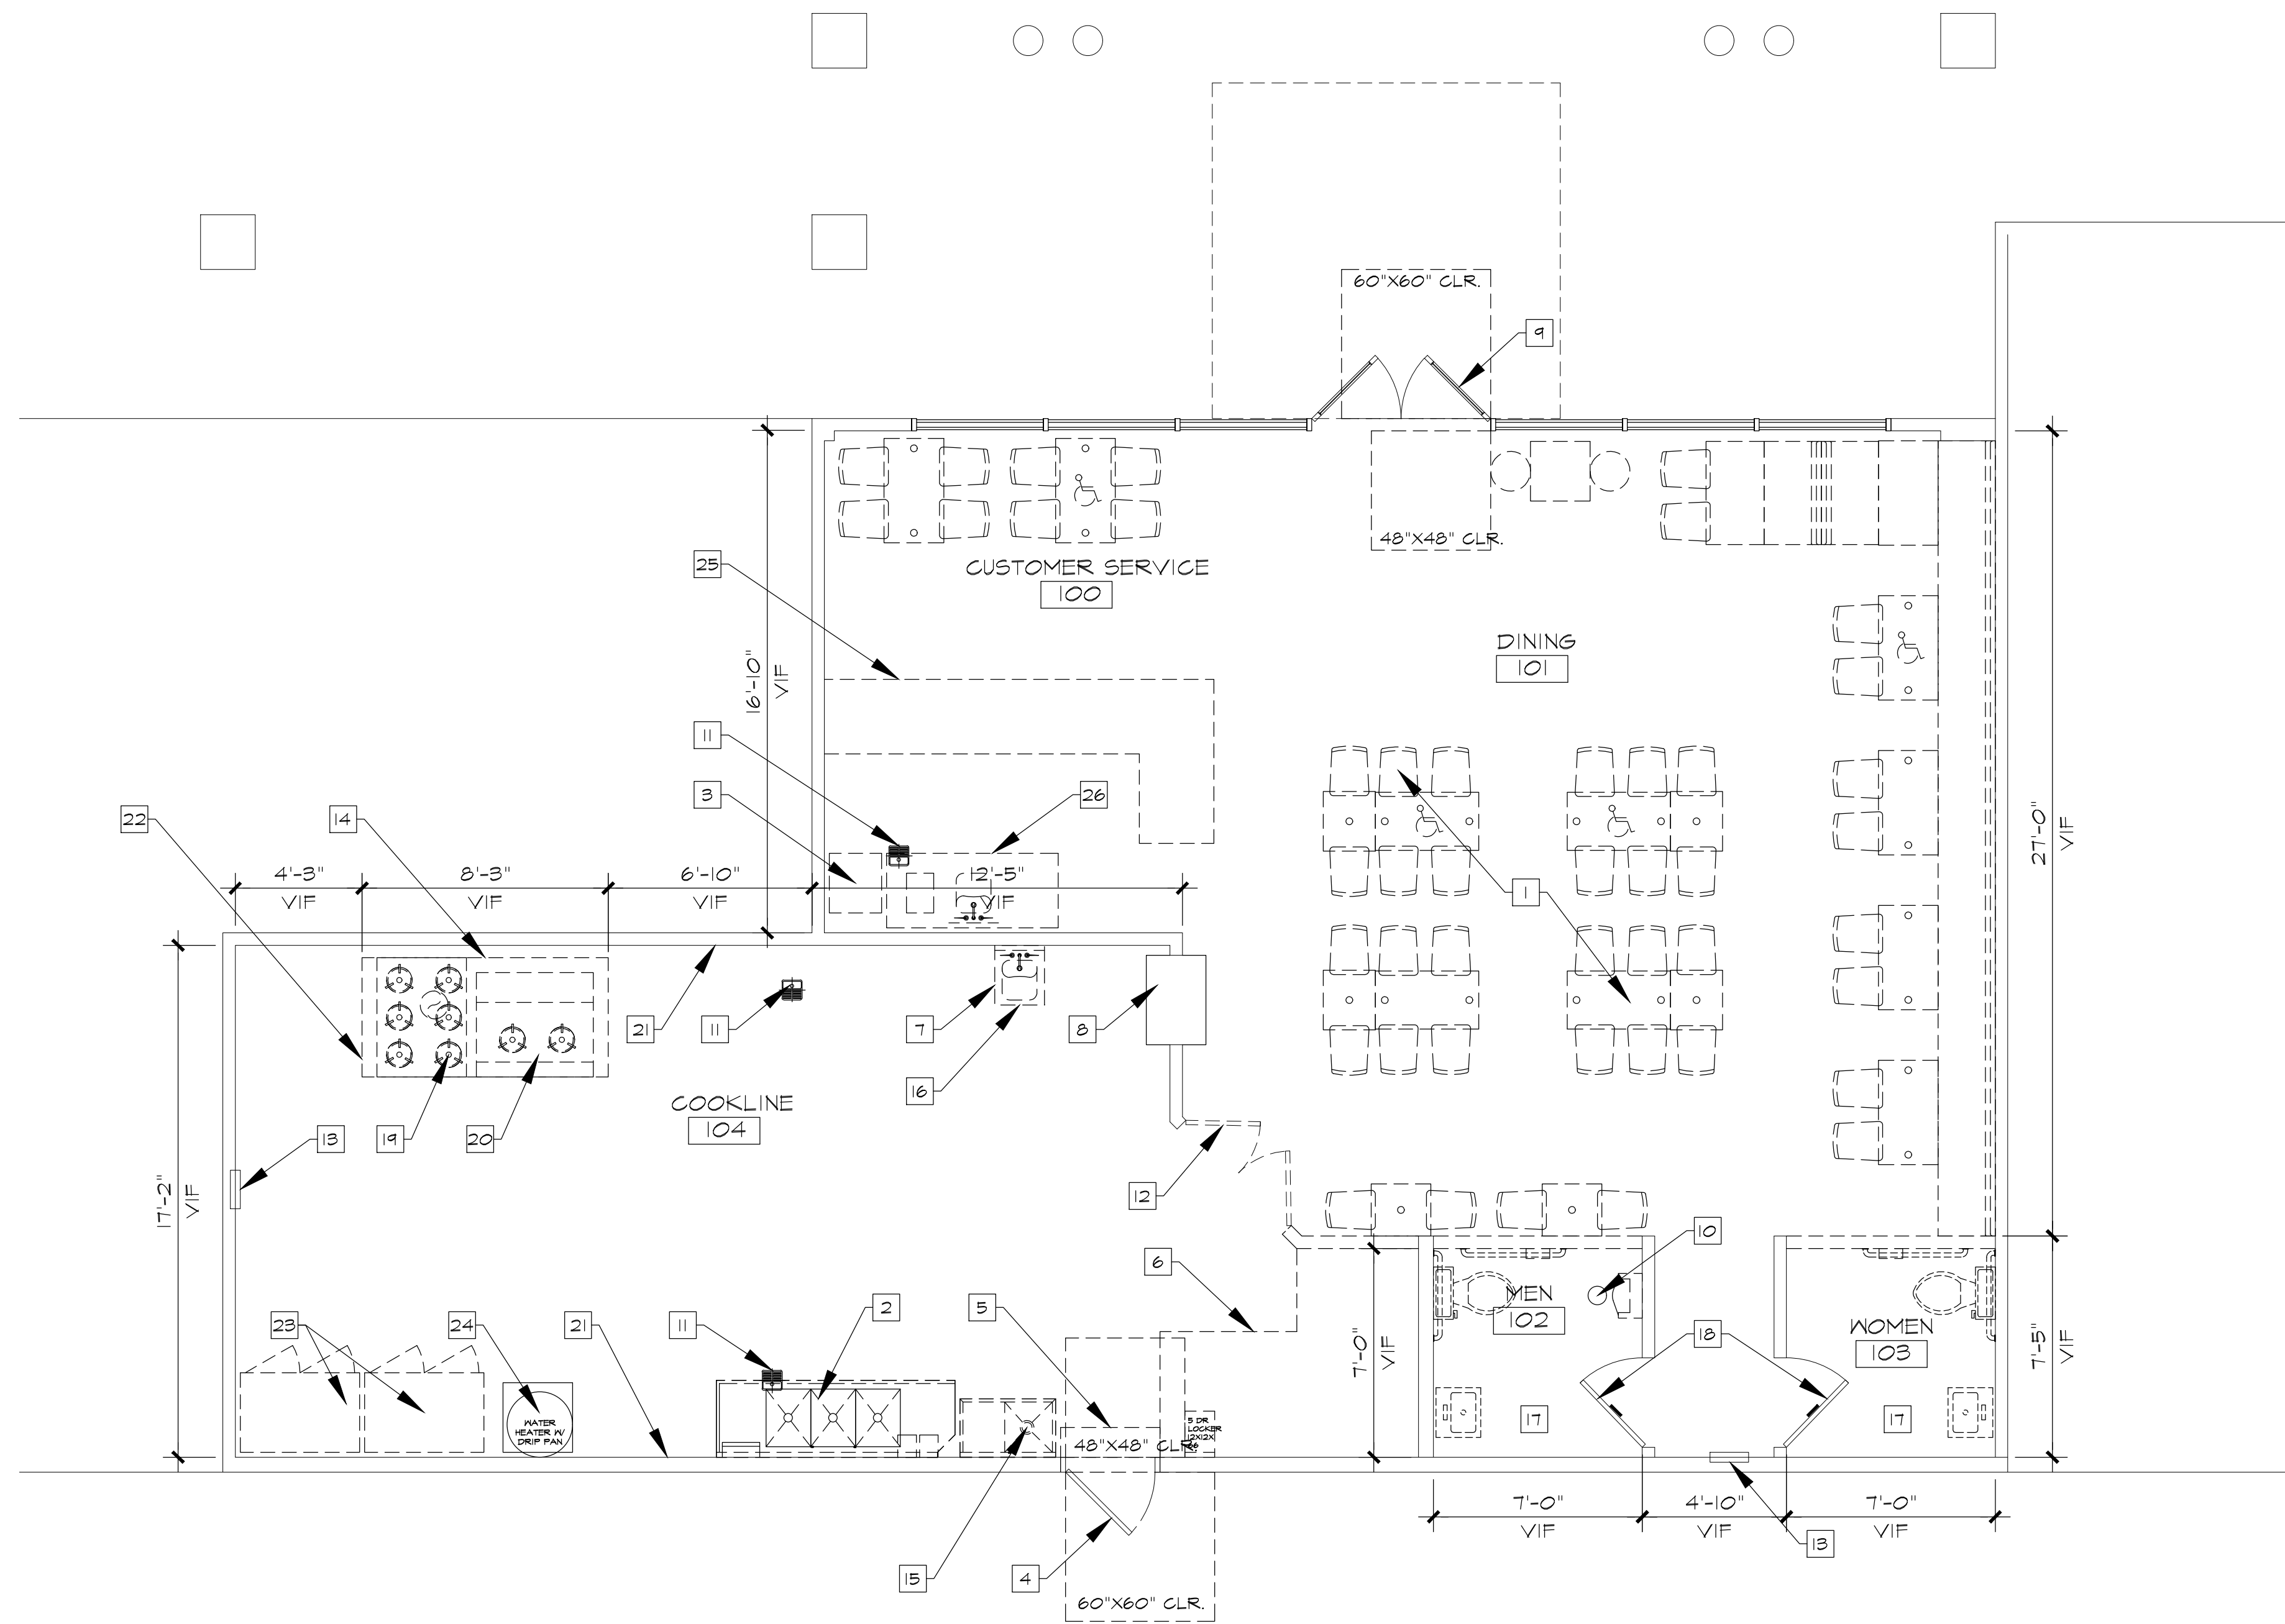 60"X60" CLR.
9
48"X48" CLR.
25
CUSTOMER SERVICE
100
DINING
101
16'-10"
VIF
11
3
26
22
14
4'-3"
VIF
8'-3"
VIF
6'-10"
VIF
12'-5"
VIF
1
27'-0"
VIF
21
11
7
8
16
COOKLINE
104
13
19
20
17'-2"
VIF
12
10
6
23
24
21
11
2
5
MEN
102
18
WOMEN
103
7'-0"
VIF
7'-5"
VIF
WATER
HEATER W/
DRIP PAN
5 DR
LOCKER
12X12X
48"X48" CLR.
17
17
7'-0"
VIF
4'-10"
VIF
7'-0"
VIF
15
4
13
60"X60" CLR.